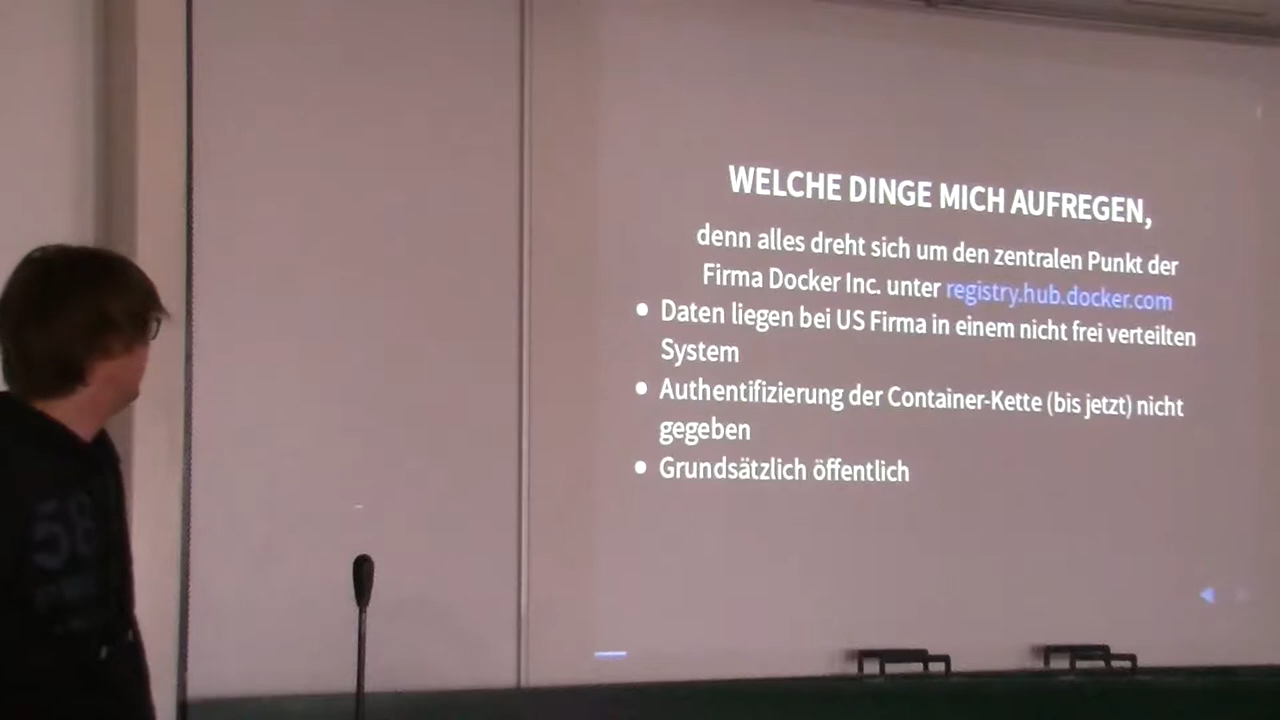 WELCHE DINGE MICH AUFREGEN,
denn alles dreht sich um den zentralen Punkt der
Firma Docker Inc. unter registry.hub.docker.com
• Daten liegen bei US Firma in einem nicht frei verteilten
System
• Authentifizierung der Container-Kette (bis jetzt) nicht
gegeben
• Grundsätzlich öffentlich
58